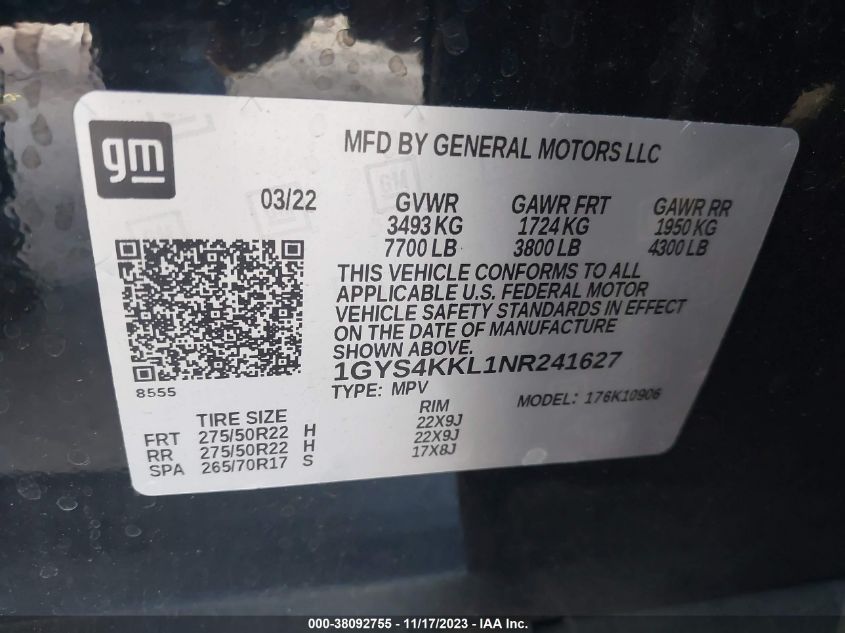 gm
MFD BY GENERAL MOTORS LLC
03/22
GVWR GAWR FRT GAWR RR
3493 KG 1724 KG 1950 KG
7700 LB 3800 LB 4300 LB
THIS VEHICLE CONFORMS TO ALL
APPLICABLE U.S. FEDERAL MOTOR
VEHICLE SAFETY STANDARDS IN EFFECT
ON THE DATE OF MANUFACTURE
SHOWN ABOVE.
1GYS4KKL1NR241627
8555
TYPE: MPV MODEL: 176K10906
TIRE SIZE RIM
FRT 275/50R22 H 22X9J
RR 275/50R22 H 22X9J
SPA 265/70R17 S 17X8J
000-38092755 - 11/17/2023 - IAA Inc.